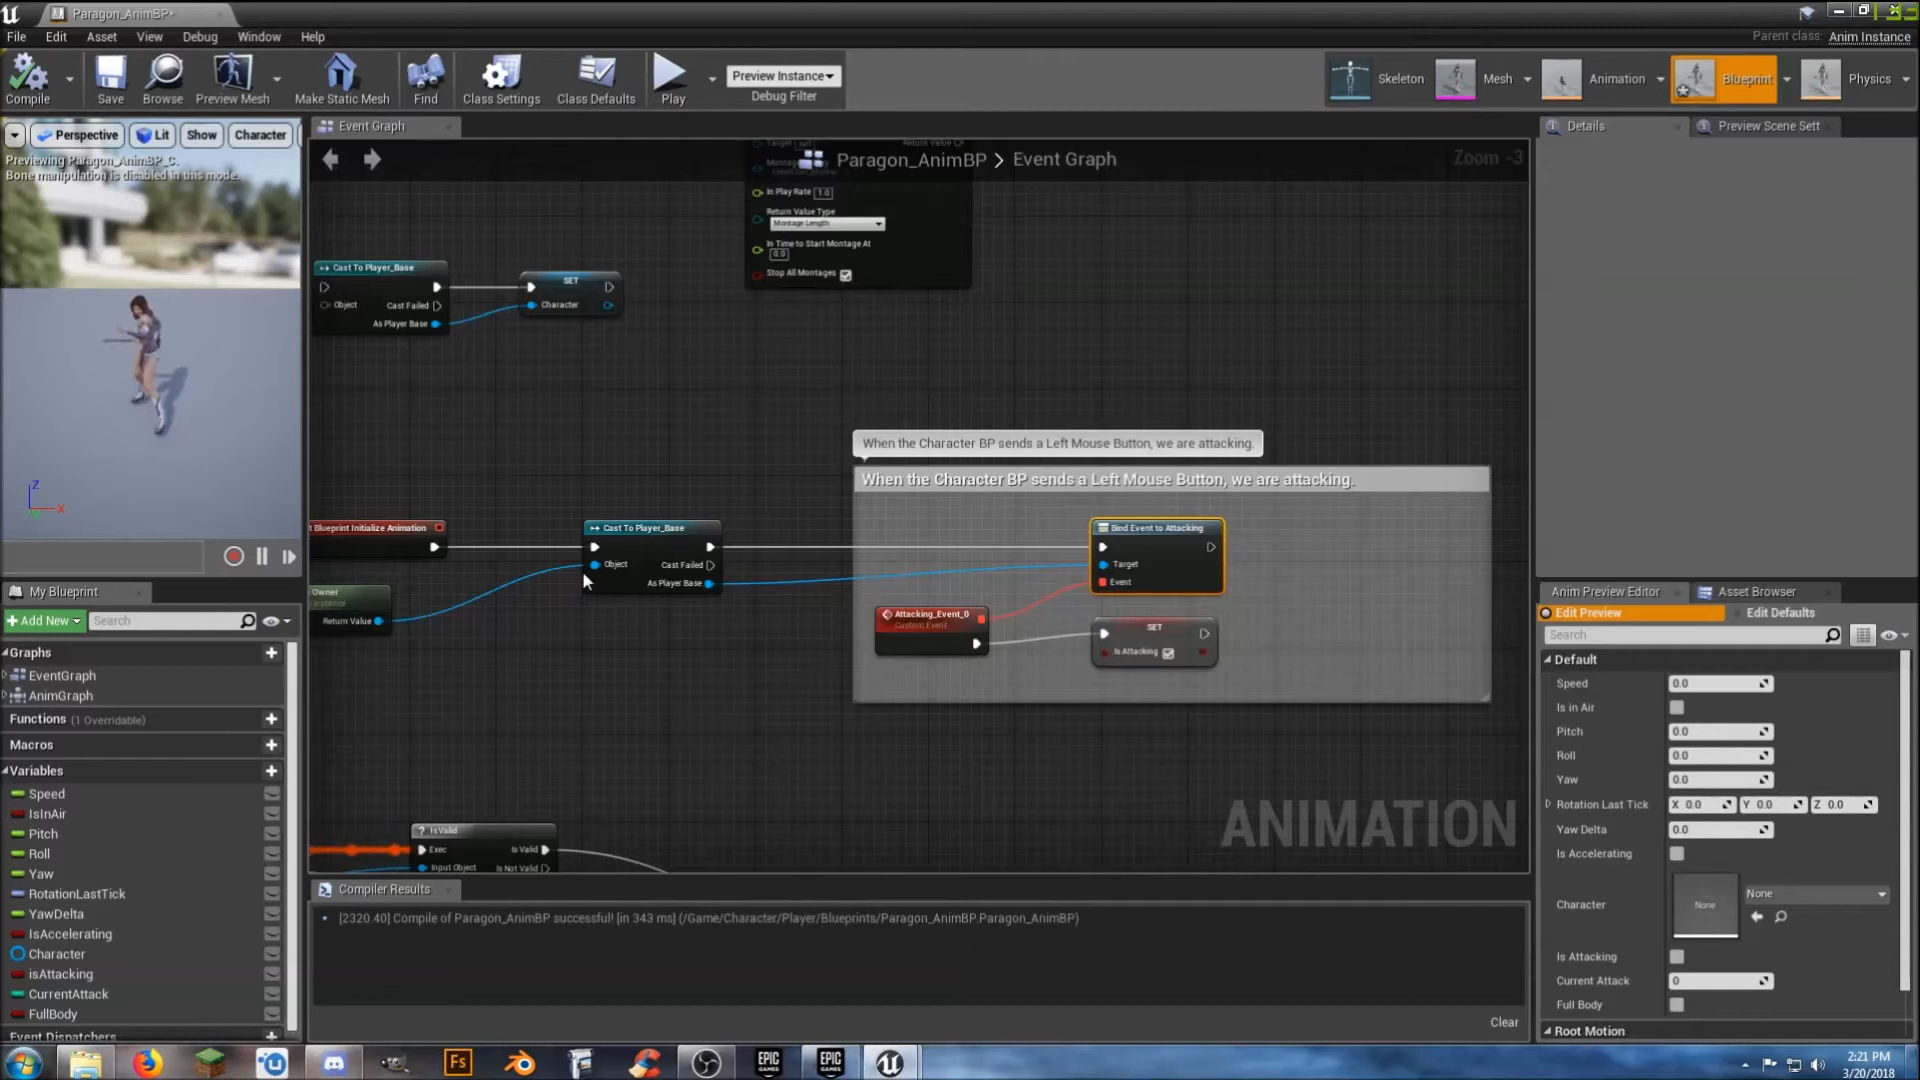 Paragon_AnimBP*
File Edit Asset View Debug Window Help
Parent class: Anim Instance
Compile Save Browse Preview Mesh Make Static Mesh Find Class Settings Class Defaults Play
Preview Instance
Debug Filter
Skeleton Mesh Animation Blueprint Physics
Perspective Lit Show Character
Previewing Paragon_AnimBP_C.
Bone manipulation is disabled in this mode.
Event Graph
Paragon_AnimBP > Event Graph
Zoom -3
Target self Return Value
In Play Rate 1.0
Return Value Type
Montage Length
In Time to Start Montage At
0.0
Stop All Montages
Cast To Player_Base
Object Cast Failed
As Player Base
SET
Character
When the Character BP sends a Left Mouse Button, we are attacking.
When the Character BP sends a Left Mouse Button, we are attacking.
t Blueprint Initialize Animation
Owner
Return Value
Cast To Player_Base
Object Cast Failed
As Player Base
Bind Event to Attacking
Target
Event
Attacking_Event_0
Custom Event
SET
Is Attacking
IsValid
Exec Is Valid
Input Object Is Not Valid
ANIMATION
Z
X
My Blueprint
Add New Search
Graphs
EventGraph
AnimGraph
Functions (1 Overridable)
Macros
Variables
Speed
IsInAir
Pitch
Roll
Yaw
RotationLastTick
YawDelta
IsAccelerating
Character
isAttacking
CurrentAttack
FullBody
Event Dispatchers
Compiler Results
[2320.40] Compile of Paragon_AnimBP successful! [in 343 ms] (/Game/Character/Player/Blueprints/Paragon_AnimBP.Paragon_AnimBP)
Clear
Details Preview Scene Sett
Anim Preview Editor Asset Browser
Edit Preview Edit Defaults
Search
Default
Speed 0.0
Is in Air
Pitch 0.0
Roll 0.0
Yaw 0.0
Rotation Last Tick X 0.0 Y 0.0 Z 0.0
Yaw Delta 0.0
Is Accelerating
Character None None
Is Attacking
Current Attack 0
Full Body
Root Motion
Fs
EPIC GAMES
EPIC GAMES
2:21 PM
3/20/2018